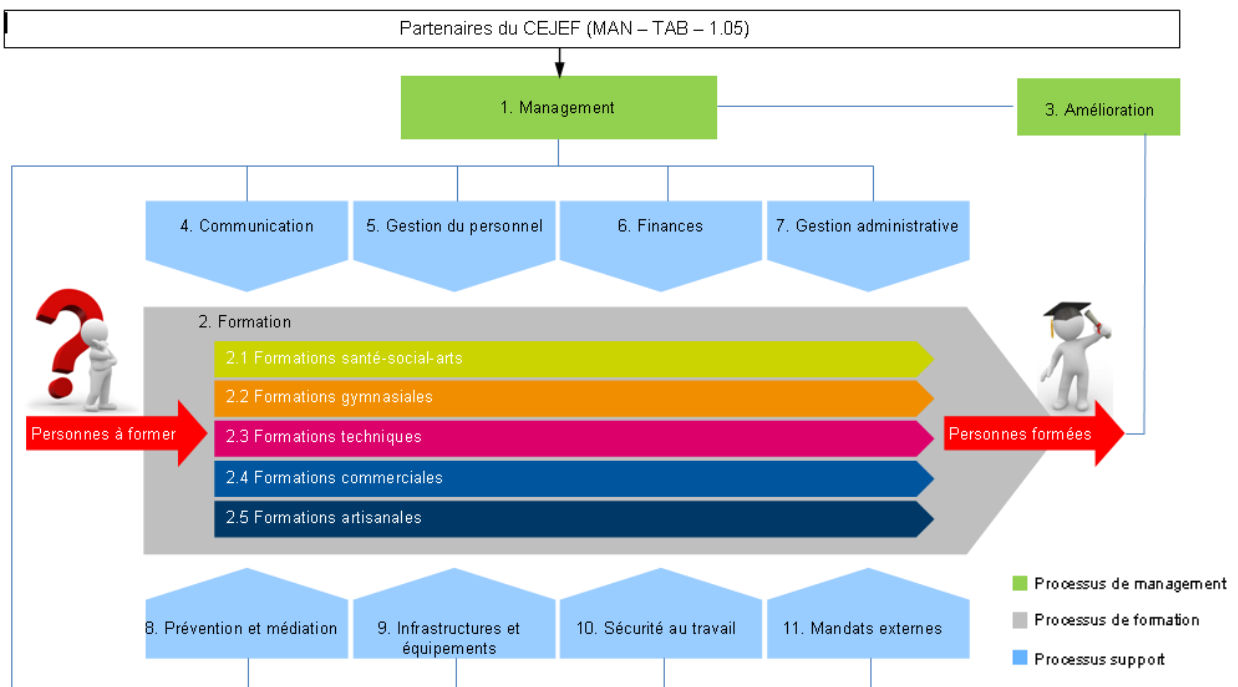 Partenaires du CEJEF (MAN – TAB – 1.05)
1. Management
3. Amélioration
4. Communication
5. Gestion du personnel
6. Finances
7. Gestion administrative
2. Formation
2.1 Formations santé-social-arts
2.2 Formations gymnasiales
Personnes à former
2.3 Formations techniques
Personnes formées
2.4 Formations commerciales
2.5 Formations artisanales
8. Prévention et médiation
9. Infrastructures et
équipements
10. Sécurité au travail
11. Mandats externes
Processus de management
Processus de formation
Processus support